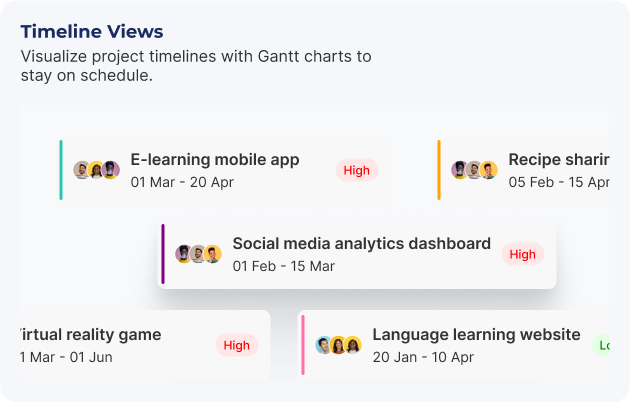 Timeline Views
Visualize project timelines with Gantt charts to
stay on schedule.
E-learning mobile app
01 Mar - 20 Apr
High
Recipe sharin
05 Feb - 15 Apr
Social media analytics dashboard
01 Feb - 15 Mar
High
irtual reality game
1 Mar - 01 Jun
High
Language learning website
20 Jan - 10 Apr
Lo